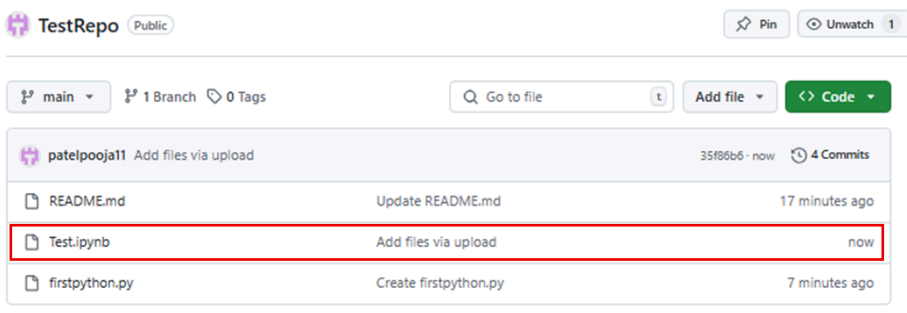 TestRepo Public Pin Unwatch 1
main 1 Branch 0 Tags Go to file t Add file Code
patelpooja11 Add files via upload 35f86b6 · now 4 Commits
README.md Update README.md 17 minutes ago
Test.ipynb Add files via upload now
firstpython.py Create firstpython.py 7 minutes ago